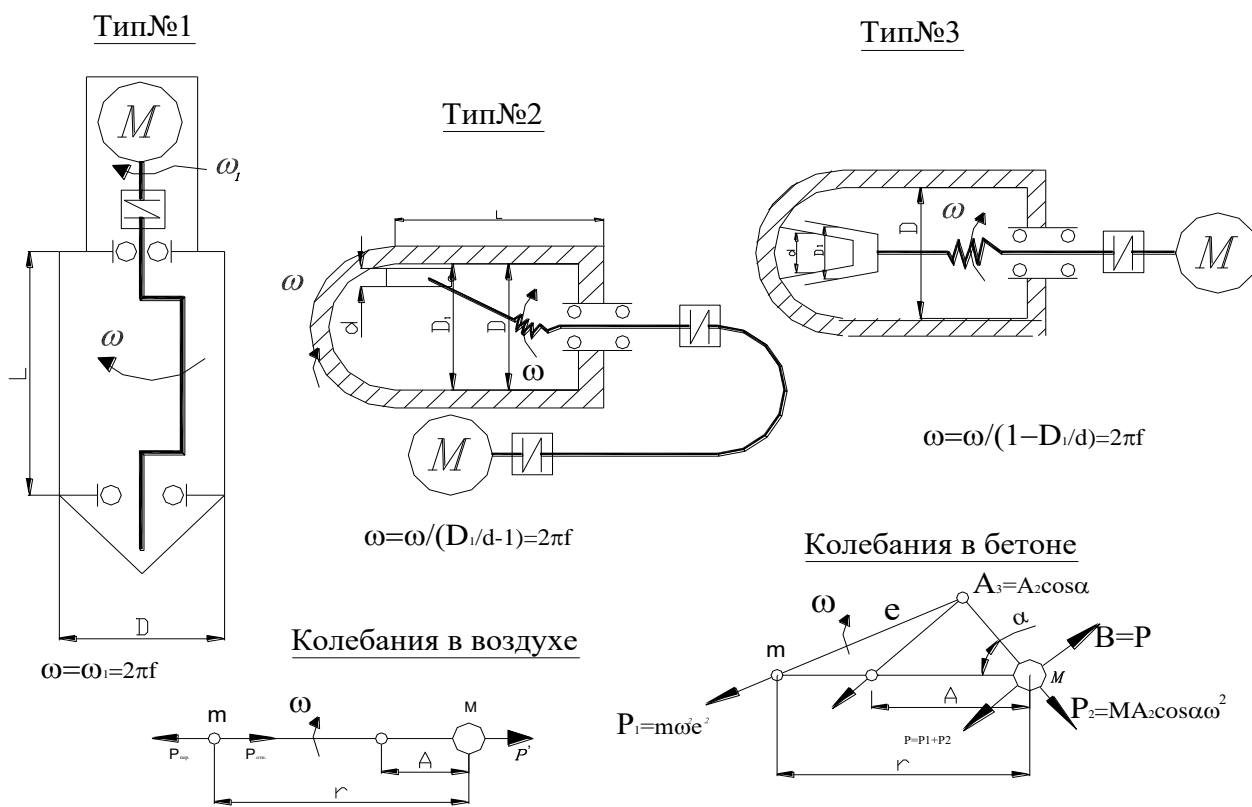 Тип№1
M
ω₁
L
ω
D
ω=ω₁=2πf
Тип№2
L
ω
d
D₁
D
ω
M
ω=ω/(D₁/d-1)=2πf
Тип№3
ω
d
D₁
D
M
ω=ω/(1−D₁/d)=2πf
Колебания в воздухе
m
ω
M
P
P
A
P'
r
Колебания в бетоне
A₃=A₂cosα
ω
e
α
B=P
m
M
A
P₁=mω²e²
P₂=MA₂cosαω²
P=P1+P2
r